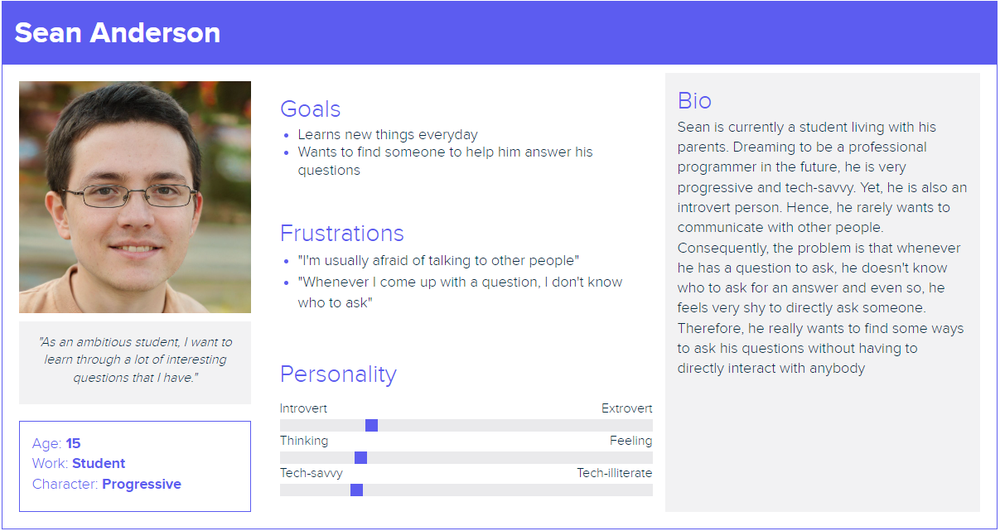 Sean Anderson
"As an ambitious student, I want to
learn through a lot of interesting
questions that I have."
Age: 15
Work: Student
Character: Progressive
Goals
• Learns new things everyday
• Wants to find someone to help him answer his
questions
Frustrations
• "I'm usually afraid of talking to other people"
• "Whenever I come up with a question, I don't know
who to ask"
Personality
Introvert Extrovert
Thinking Feeling
Tech-savvy Tech-illiterate
Bio
Sean is currently a student living with his
parents. Dreaming to be a professional
programmer in the future, he is very
progressive and tech-savvy. Yet, he is also an
introvert person. Hence, he rarely wants to
communicate with other people.
Consequently, the problem is that whenever
he has a question to ask, he doesn't know
who to ask for an answer and even so, he
feels very shy to directly ask someone.
Therefore, he really wants to find some ways
to ask his questions without having to
directly interact with anybody